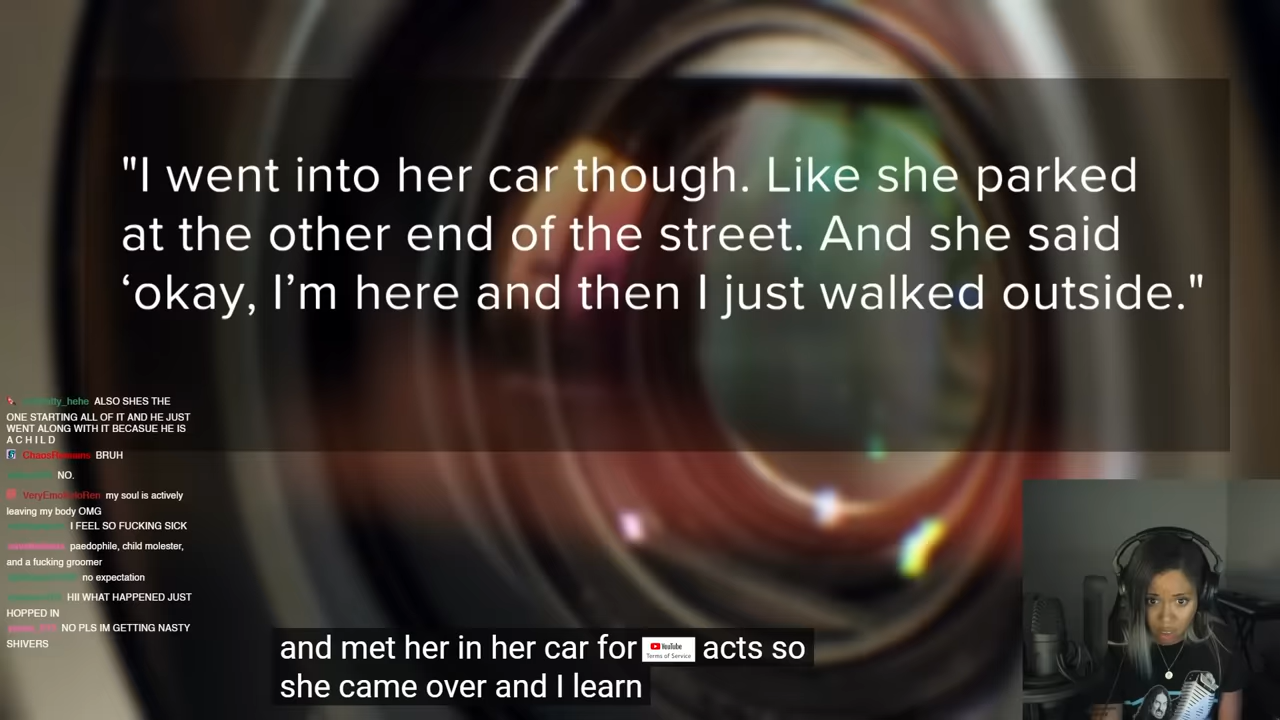 "I went into her car though. Like she parked
at the other end of the street. And she said
‘okay, I’m here and then I just walked outside."
ALSO SHES THE
ONE STARTING ALL OF IT AND HE JUST
WENT ALONG WITH IT BECASUE HE IS
A C H I L D
BRUH
NO.
my soul is actively
leaving my body OMG
I FEEL SO FUCKING SICK
paedophile, child molester,
and a fucking groomer
no expectation
HII WHAT HAPPENED JUST
HOPPED IN
NO PLS IM GETTING NASTY
SHIVERS
and met her in her car for YouTube Terms of Service acts so
she came over and I learn